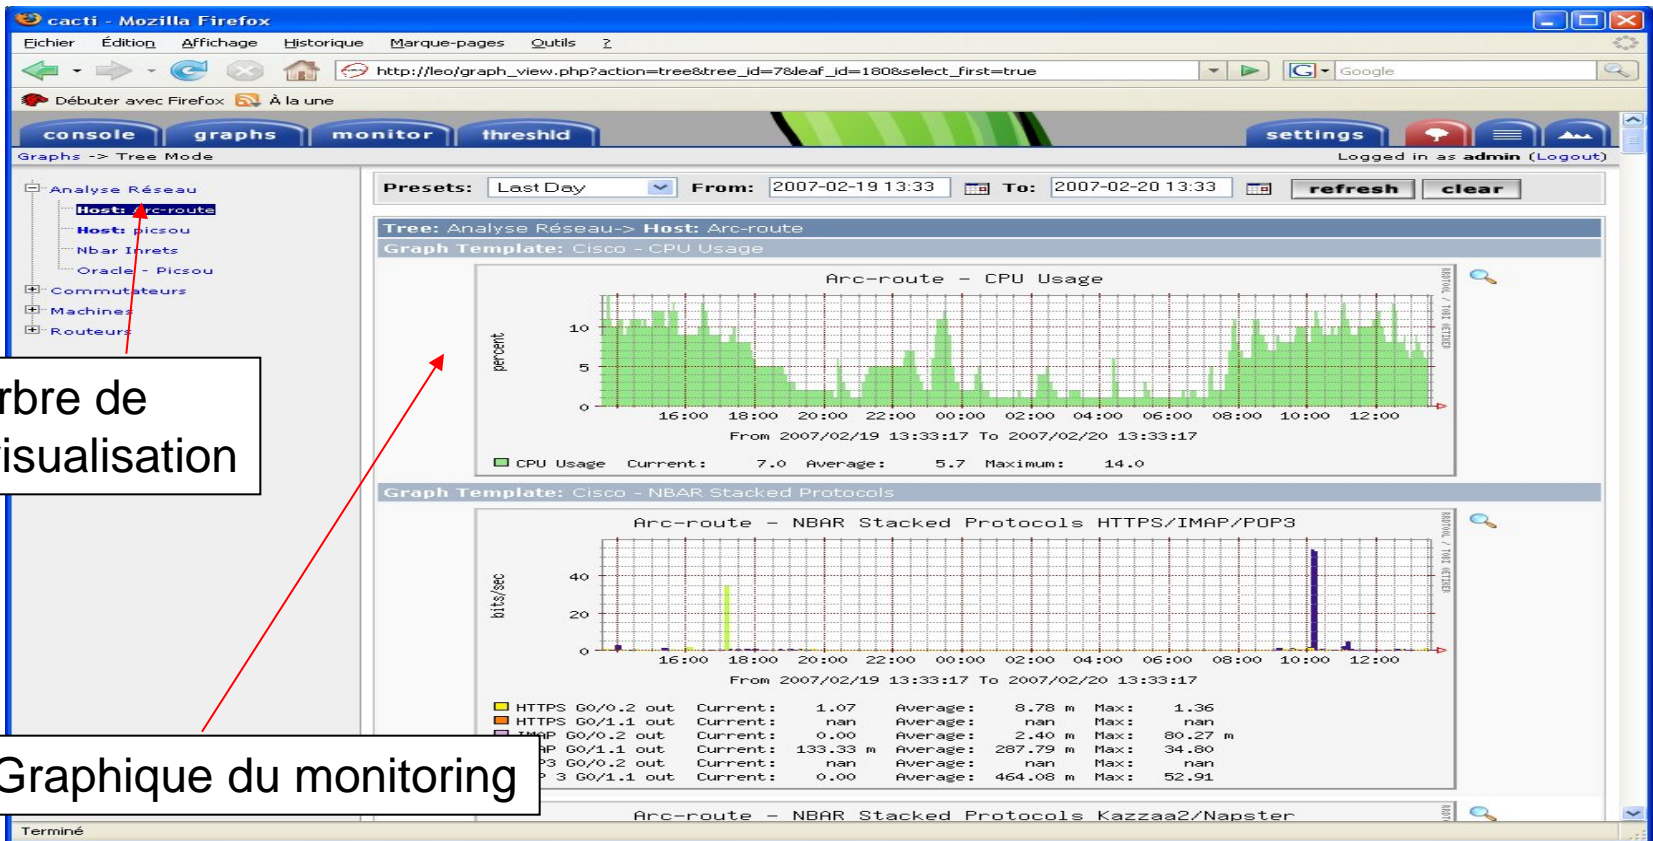 cacti - Mozilla Firefox
Fichier Édition Affichage Historique Marque-pages Outils ?
http://leo/graph_view.php?action=tree&tree_id=7&leaf_id=180&select_first=true
Google
Débuter avec Firefox À la une
console graphs monitor threshld settings
Graphs -> Tree Mode Logged in as admin (Logout)
Analyse Réseau
Host: Arc-route
Host: picsou
Nbar Inrets
Oracle - Picsou
Commutateurs
Machines
Routeurs
rbre de
visualisation
Presets: Last Day From: 2007-02-19 13:33 To: 2007-02-20 13:33 refresh clear
Tree: Analyse Réseau-> Host: Arc-route
Graph Template: Cisco - CPU Usage
Arc-route - CPU Usage
RRDTOOL / TOBI OETIKER
percent
10
5
0
16:00 18:00 20:00 22:00 00:00 02:00 04:00 06:00 08:00 10:00 12:00
From 2007/02/19 13:33:17 To 2007/02/20 13:33:17
CPU Usage Current: 7.0 Average: 5.7 Maximum: 14.0
Graph Template: Cisco - NBAR Stacked Protocols
Arc-route - NBAR Stacked Protocols HTTPS/IMAP/POP3
RRDTOOL / TOBI OETIKER
bits/sec
40
20
0
16:00 18:00 20:00 22:00 00:00 02:00 04:00 06:00 08:00 10:00 12:00
From 2007/02/19 13:33:17 To 2007/02/20 13:33:17
HTTPS G0/0.2 out Current: 1.07 Average: 8.78 m Max: 1.36
HTTPS G0/1.1 out Current: nan Average: nan Max: nan
IMAP G0/0.2 out Current: 0.00 Average: 2.40 m Max: 80.27 m
AP G0/1.1 out Current: 133.33 m Average: 287.79 m Max: 34.80
P3 G0/0.2 out Current: nan Average: nan Max: nan
P 3 G0/1.1 out Current: 0.00 Average: 464.08 m Max: 52.91
Graphique du monitoring
Arc-route - NBAR Stacked Protocols Kazzaa2/Napster
Terminé